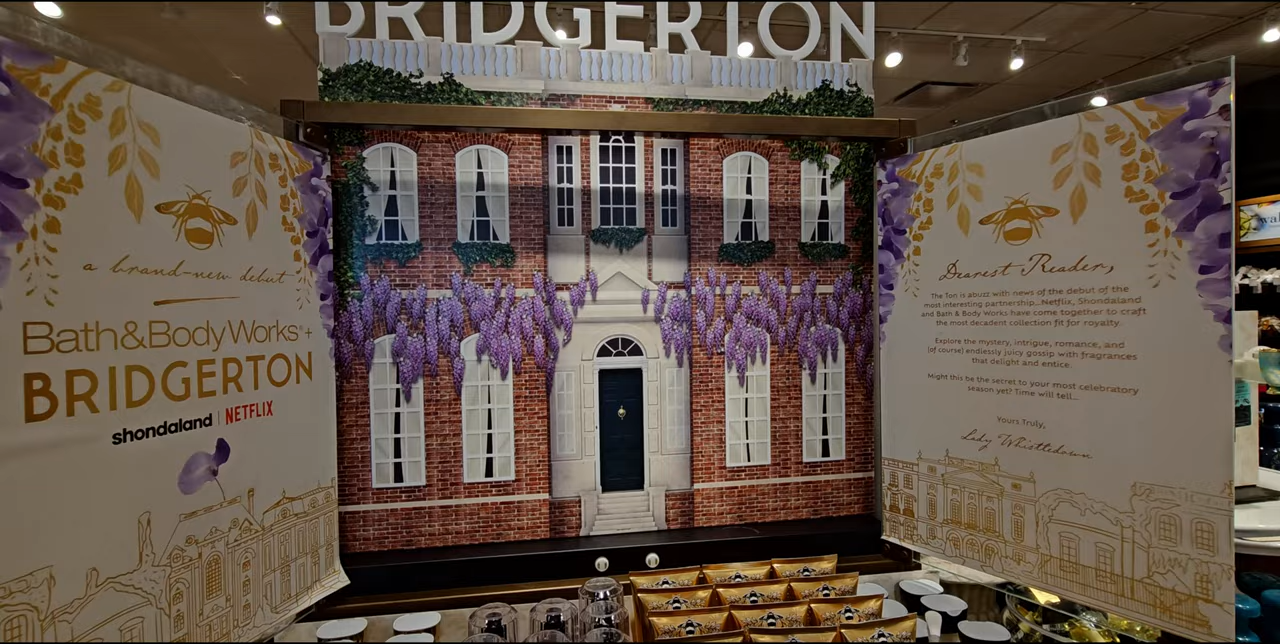 BRIDGERTON
a brand-new debut
Bath&BodyWorks®+
BRIDGERTON
shondaland | NETFLIX
Dearest Reader,
The Ton is abuzz with news of the debut of the
most interesting partnership...Netflix, Shondaland
and Bath & Body Works have come together to craft
the most decadent collection fit for royalty.
Explore the mystery, intrigue, romance, and
(of course) endlessly juicy gossip with fragrances
that delight and entice.
Might this be the secret to your most celebratory
season yet? Time will tell...
Yours Truly,
Lady Whistledown